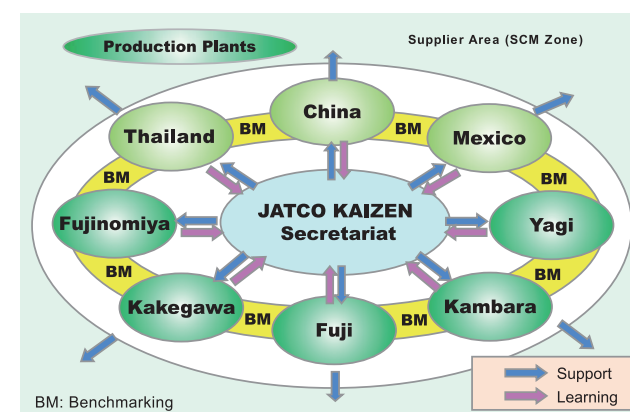 Production Plants
Supplier Area (SCM Zone)
China
BM
BM
Thailand
Mexico
BM
BM
JATCO KAIZEN
Secretariat
Fujinomiya
Yagi
BM
BM
Kakegawa
Kambara
BM
BM
Fuji
Support
Learning
BM: Benchmarking